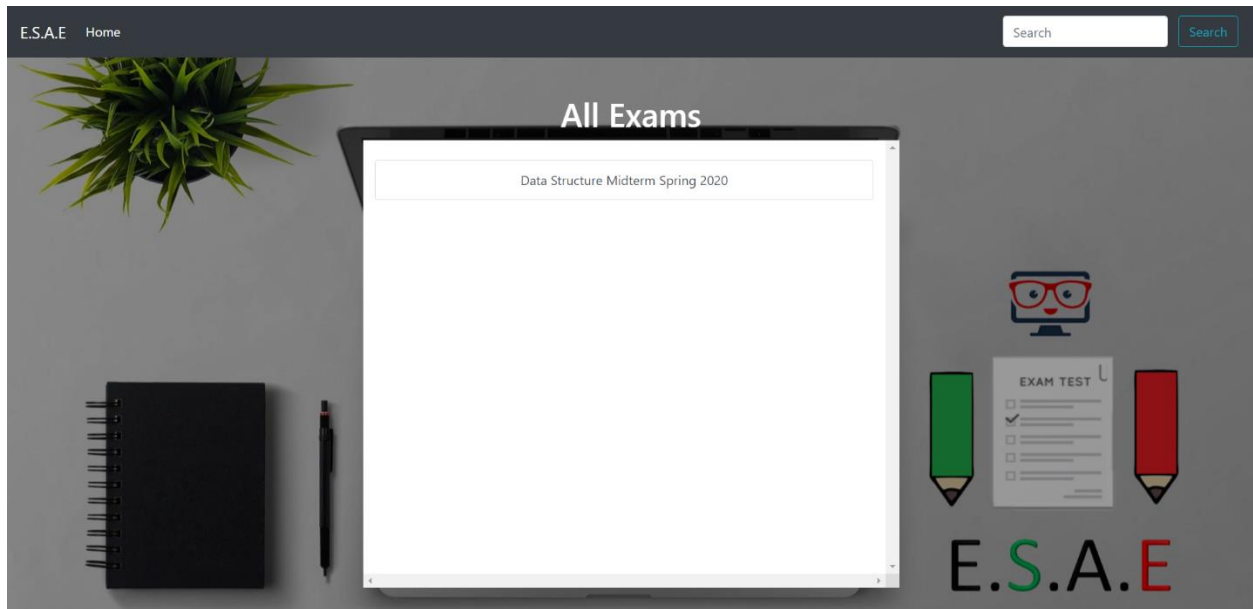 E.S.A.E Home Search Search
All Exams
Data Structure Midterm Spring 2020
EXAM TEST
E.S.A.E